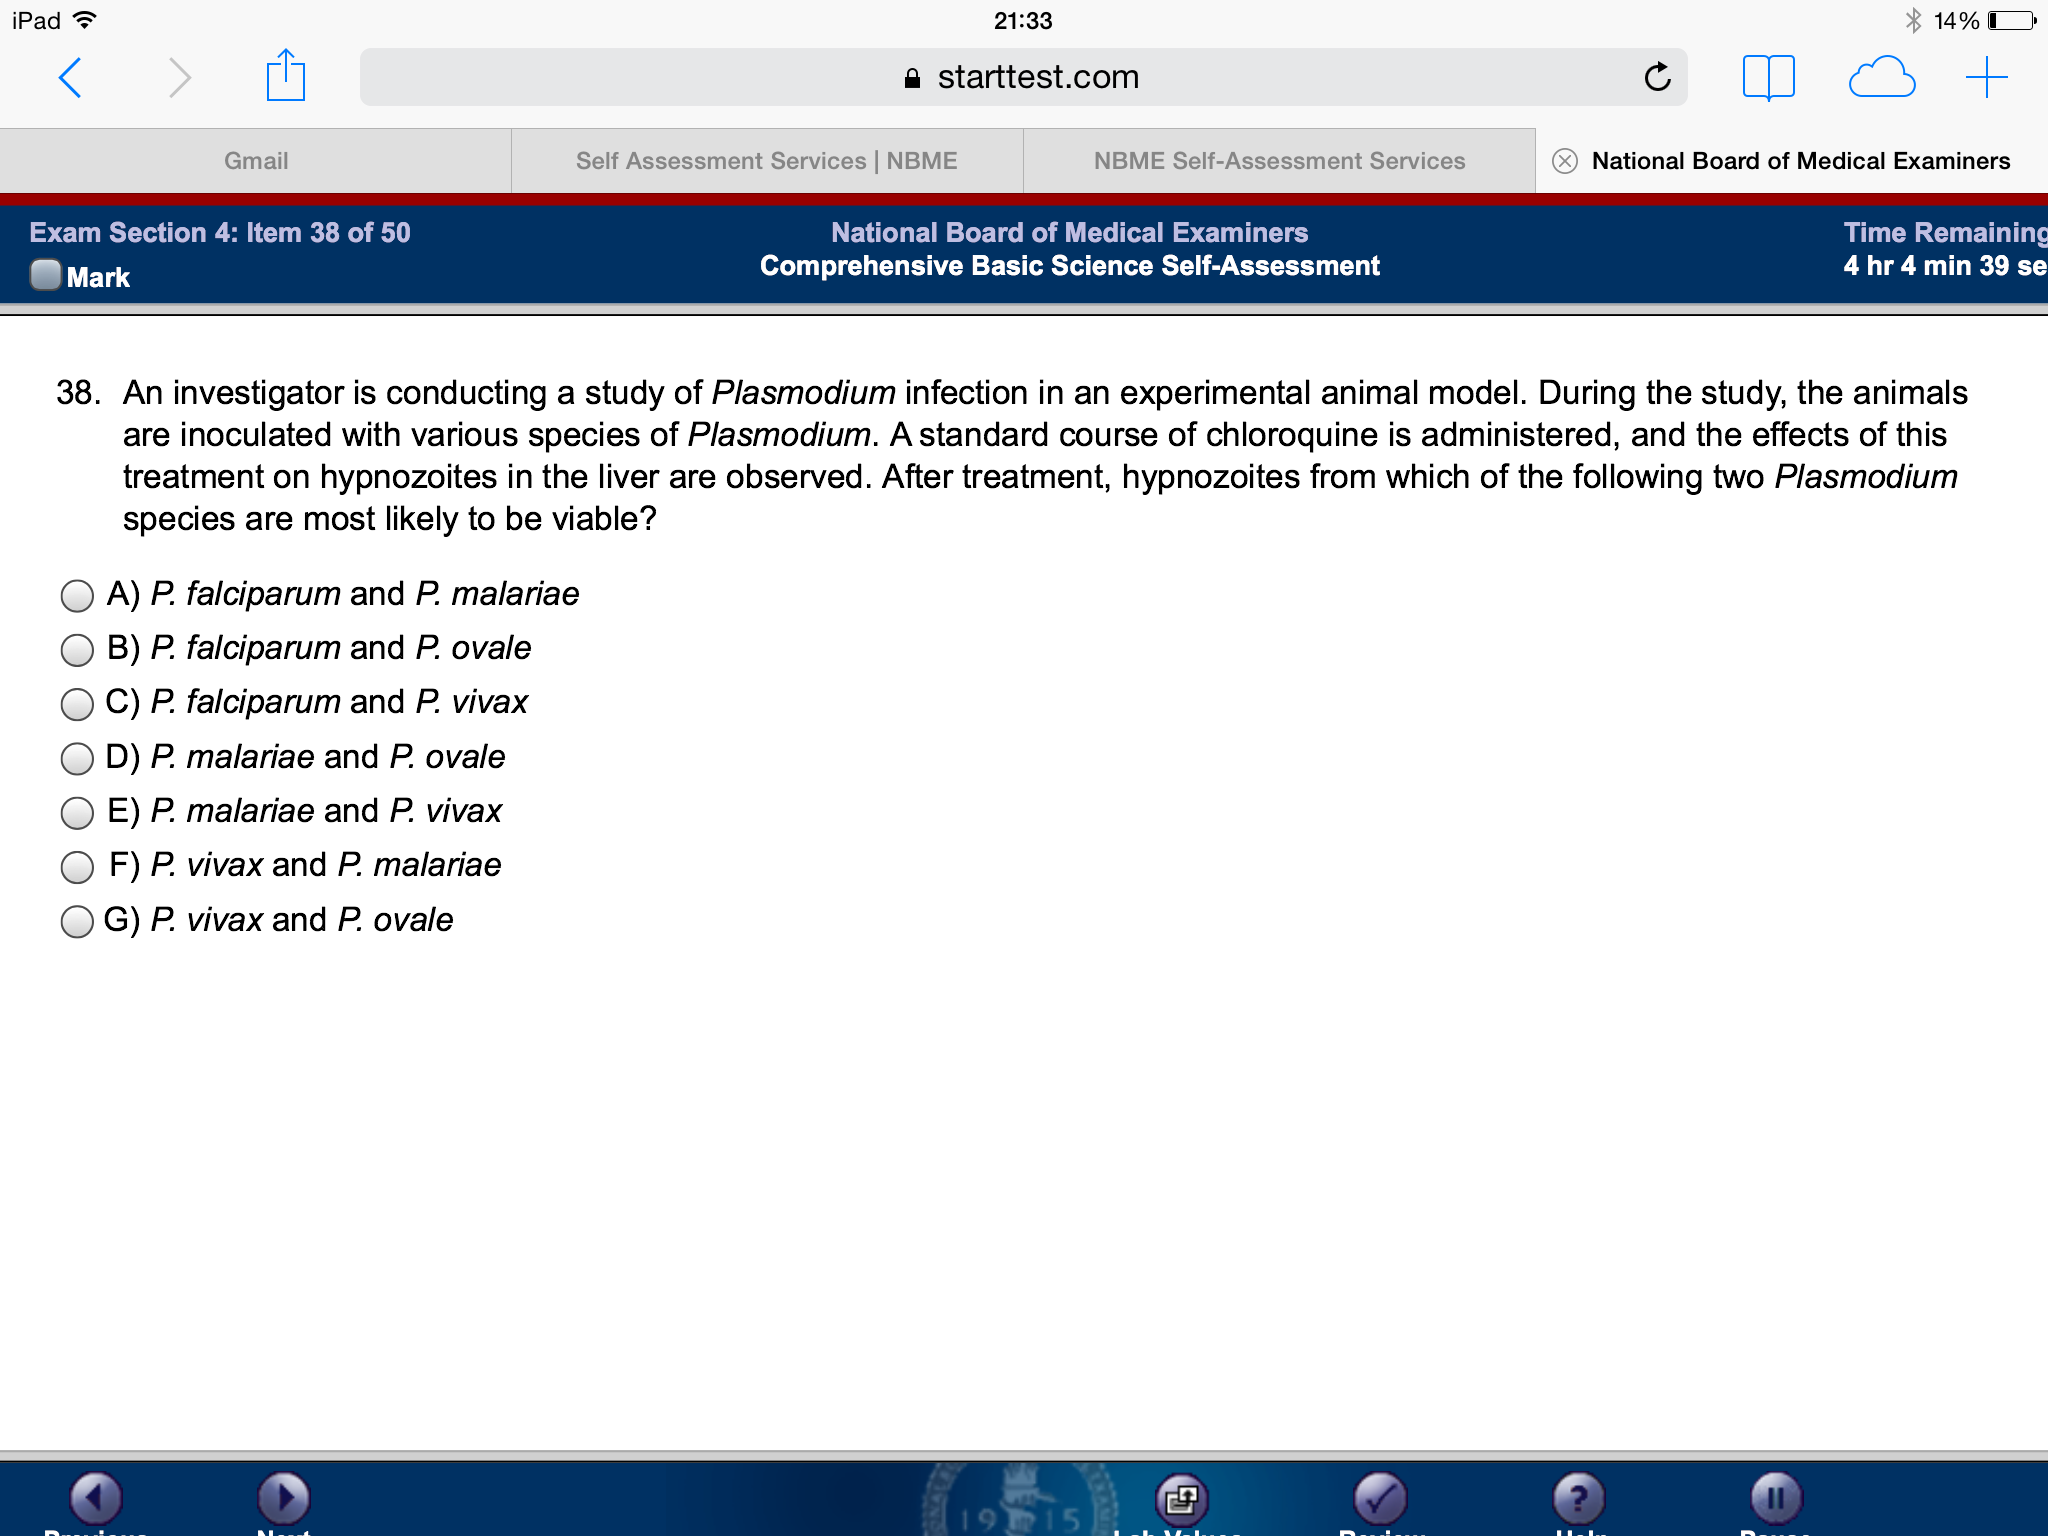 iPad
21:33
14%
starttest.com
Gmail
Self Assessment Services | NBME
NBME Self-Assessment Services
National Board of Medical Examiners
Exam Section 4: Item 38 of 50
National Board of Medical Examiners
Time Remaining
Mark
Comprehensive Basic Science Self-Assessment
4 hr 4 min 39 se
38. An investigator is conducting a study of Plasmodium infection in an experimental animal model. During the study, the animals
are inoculated with various species of Plasmodium. A standard course of chloroquine is administered, and the effects of this
treatment on hypnozoites in the liver are observed. After treatment, hypnozoites from which of the following two Plasmodium
species are most likely to be viable?
A) P. falciparum and P. malariae
B) P. falciparum and P. ovale
C) P. falciparum and P. vivax
D) P. malariae and P. ovale
E) P. malariae and P. vivax
F) P. vivax and P. malariae
G) P. vivax and P. ovale